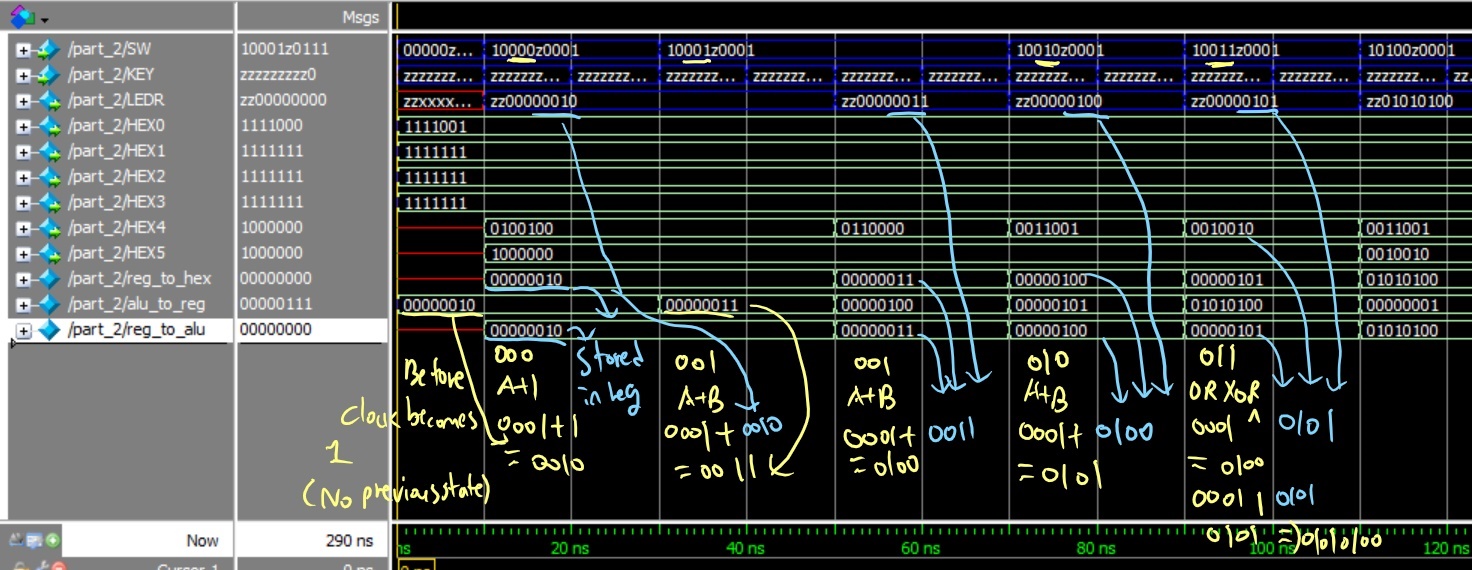 Msgs
/part_2/SW 10001z0111 00000z... 10000z0001 10001z0001 10010z0001 10011z0001 10100z0001
/part_2/KEY zzzzzzzzz0 zzzzzzz... zzzzzzz... zzzzzzz... zzzzzzz... zzzzzzz... zzzzzzz... zzzzzzz... zzzzzzz... zzzzzzz... zzzzzzz... zzzzzzz... zzzzzzz... zz...
/part_2/LEDR zz00000000 zzxxxx... zz00000010 zz00000011 zz00000100 zz00000101 zz01010100
/part_2/HEX0 1111000 1111001
/part_2/HEX1 1111111 1111111
/part_2/HEX2 1111111 1111111
/part_2/HEX3 1111111 1111111
/part_2/HEX4 1000000 0100100 0110000 0011001 0010010 0011001
/part_2/HEX5 1000000 1000000 0010010
/part_2/reg_to_hex 00000000 00000010 00000011 00000100 00000101 01010100
/part_2/alu_to_reg 00000111 00000010 00000011 00000100 00000101 01010100 00000001
/part_2/reg_to_alu 00000000 00000010 00000011 00000100 00000101 01010100
Before
Clock becomes
1
(No previous state)
000
A+1
0001+1
=0010
Stored
in reg
001
A+B
0001+ 0010
=0011
001
A+B
0001+ 0011
=0100
010
A+B
0001+ 0100
=0101
011
OR XOR
0001 ^ 0101
=0100
0001 | 0101
0101 =) 01010100
Now 290 ns ns 20 ns 40 ns 60 ns 80 ns 100 ns 120 ns
Cursor 1 0 ns 0 ns